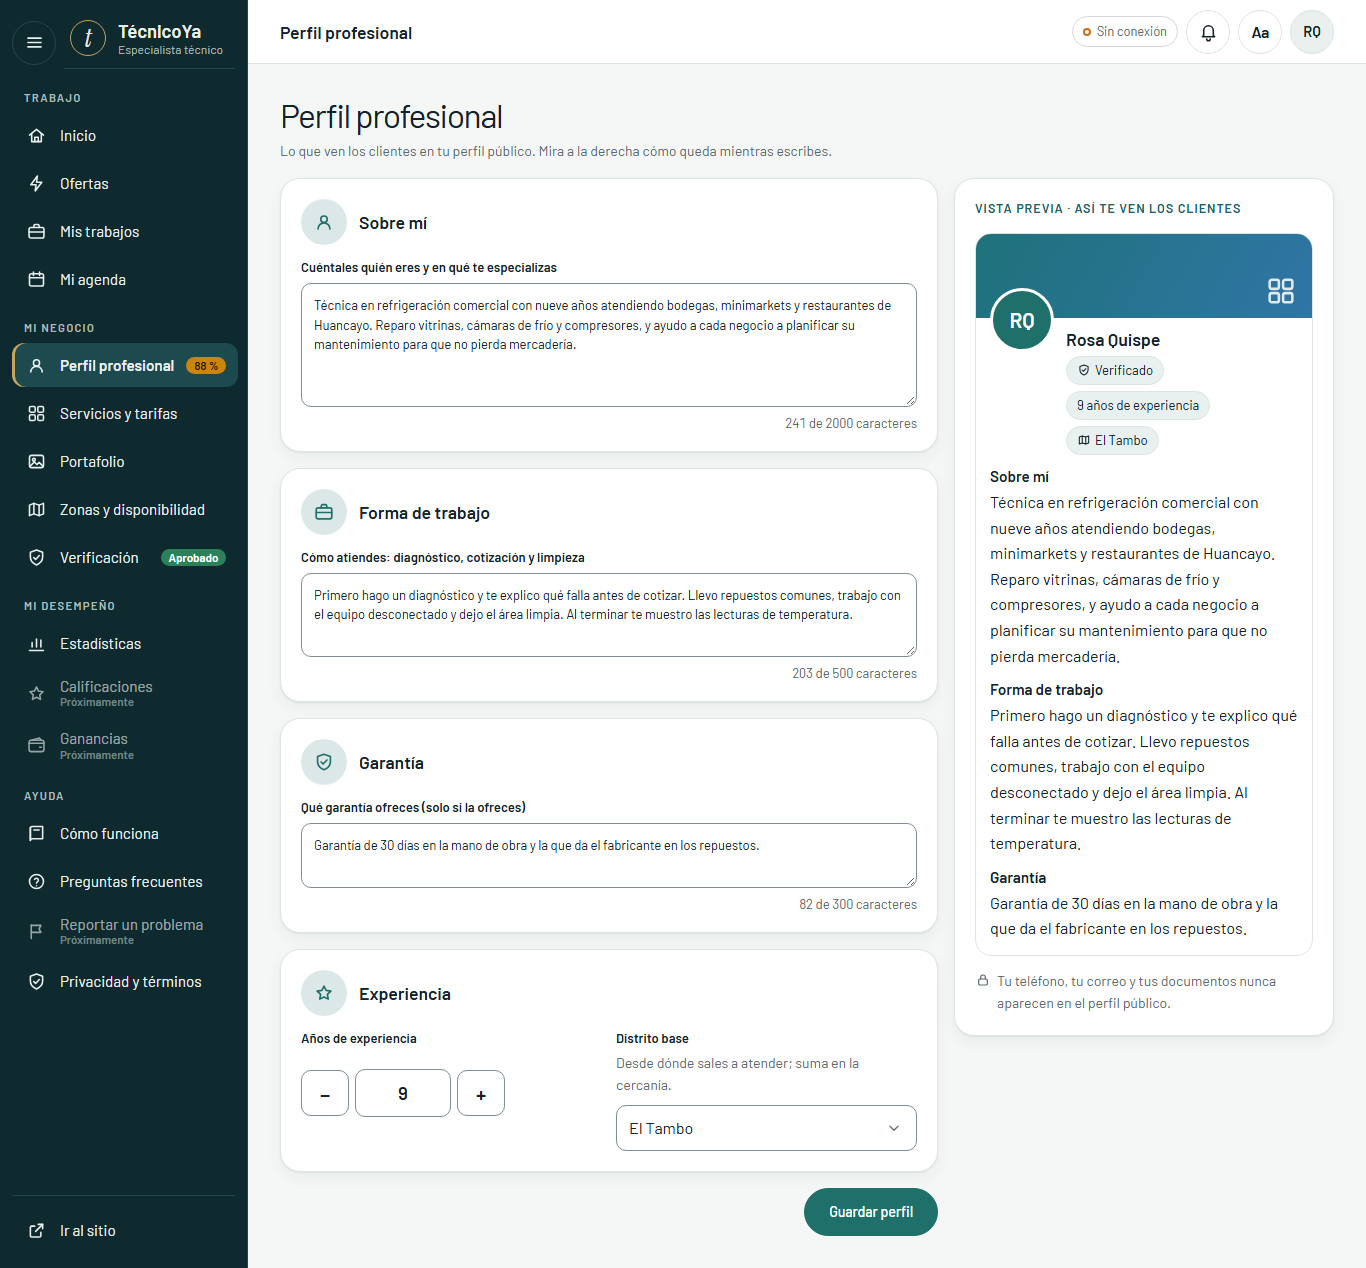 t
TécnicoYa
Especialista técnico
TRABAJO
Inicio
Ofertas
Mis trabajos
Mi agenda
MI NEGOCIO
Perfil profesional
88 %
Servicios y tarifas
Portafolio
Zonas y disponibilidad
Verificación
Aprobado
MI DESEMPEÑO
Estadísticas
Calificaciones
Próximamente
Ganancias
Próximamente
AYUDA
Cómo funciona
Preguntas frecuentes
Reportar un problema
Próximamente
Privacidad y términos
Ir al sitio
Perfil profesional
Sin conexión
Aa
RQ
Perfil profesional
Lo que ven los clientes en tu perfil público. Mira a la derecha cómo queda mientras escribes.
Sobre mí
Cuéntales quién eres y en qué te especializas
Técnica en refrigeración comercial con nueve años atendiendo bodegas, minimarkets y restaurantes de
Huancayo. Reparo vitrinas, cámaras de frío y compresores, y ayudo a cada negocio a planificar su
mantenimiento para que no pierda mercadería.
241 de 2000 caracteres
Forma de trabajo
Cómo atiendes: diagnóstico, cotización y limpieza
Primero hago un diagnóstico y te explico qué falla antes de cotizar. Llevo repuestos comunes, trabajo con
el equipo desconectado y dejo el área limpia. Al terminar te muestro las lecturas de temperatura.
203 de 500 caracteres
Garantía
Qué garantía ofreces (solo si la ofreces)
Garantía de 30 días en la mano de obra y la que da el fabricante en los repuestos.
82 de 300 caracteres
Experiencia
Años de experiencia
−
9
+
Distrito base
Desde dónde sales a atender; suma en la
cercanía.
El Tambo
Guardar perfil
VISTA PREVIA · ASÍ TE VEN LOS CLIENTES
RQ
Rosa Quispe
Verificado
9 años de experiencia
El Tambo
Sobre mí
Técnica en refrigeración comercial con
nueve años atendiendo bodegas,
minimarkets y restaurantes de Huancayo.
Reparo vitrinas, cámaras de frío y
compresores, y ayudo a cada negocio a
planificar su mantenimiento para que no
pierda mercadería.
Forma de trabajo
Primero hago un diagnóstico y te explico qué
falla antes de cotizar. Llevo repuestos
comunes, trabajo con el equipo
desconectado y dejo el área limpia. Al
terminar te muestro las lecturas de
temperatura.
Garantía
Garantía de 30 días en la mano de obra y la
que da el fabricante en los repuestos.
Tu teléfono, tu correo y tus documentos nunca
aparecen en el perfil público.